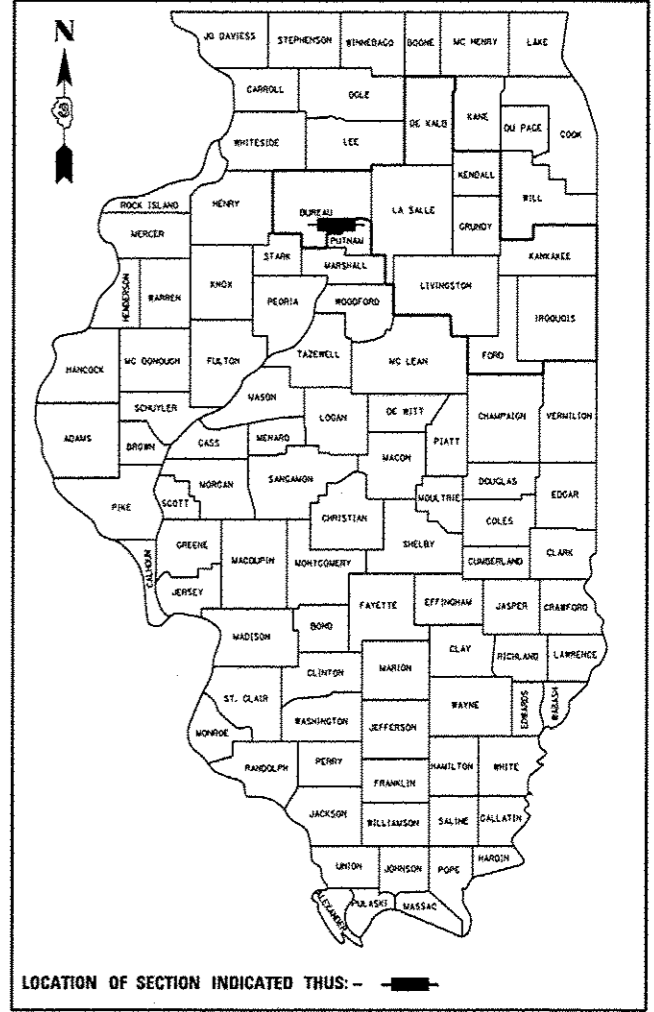 N
JO DAVIESS STEPHENSON WINNEBAGO BOONE MC HENRY LAKE
CARROLL OGLE DE KALB KANE DU PAGE COOK
WHITESIDE LEE KENDALL WILL
ROCK ISLAND HENRY BUREAU LA SALLE GRUNDY
MERCER PUTNAM KANKAKEE
HENDERSON WARREN KNOX STARK MARSHALL LIVINGSTON
PEORIA WOODFORD IROQUOIS
HANCOCK MC DONOUGH FULTON TAZEWELL MC LEAN FORD
SCHUYLER MASON LOGAN DE WITT CHAMPAIGN VERMILION
ADAMS BROWN CASS MENARD MACON PIATT
PIKE SCOTT MORGAN SANGAMON MOULTRIE DOUGLAS EDGAR
CHRISTIAN COLES
CALHOUN GREENE MACOUPIN MONTGOMERY SHELBY CUMBERLAND CLARK
JERSEY FAYETTE EFFINGHAM JASPER CRAWFORD
MADISON BOND CLAY RICHLAND LAWRENCE
CLINTON MARION
ST. CLAIR WASHINGTON JEFFERSON WAYNE EDWARDS WABASH
MONROE
RANDOLPH PERRY HAMILTON WHITE
FRANKLIN
JACKSON WILLIAMSON SALINE GALLATIN
UNION JOHNSON POPE HARDIN
ALEXANDER PULASKI MASSAC
LOCATION OF SECTION INDICATED THUS: -